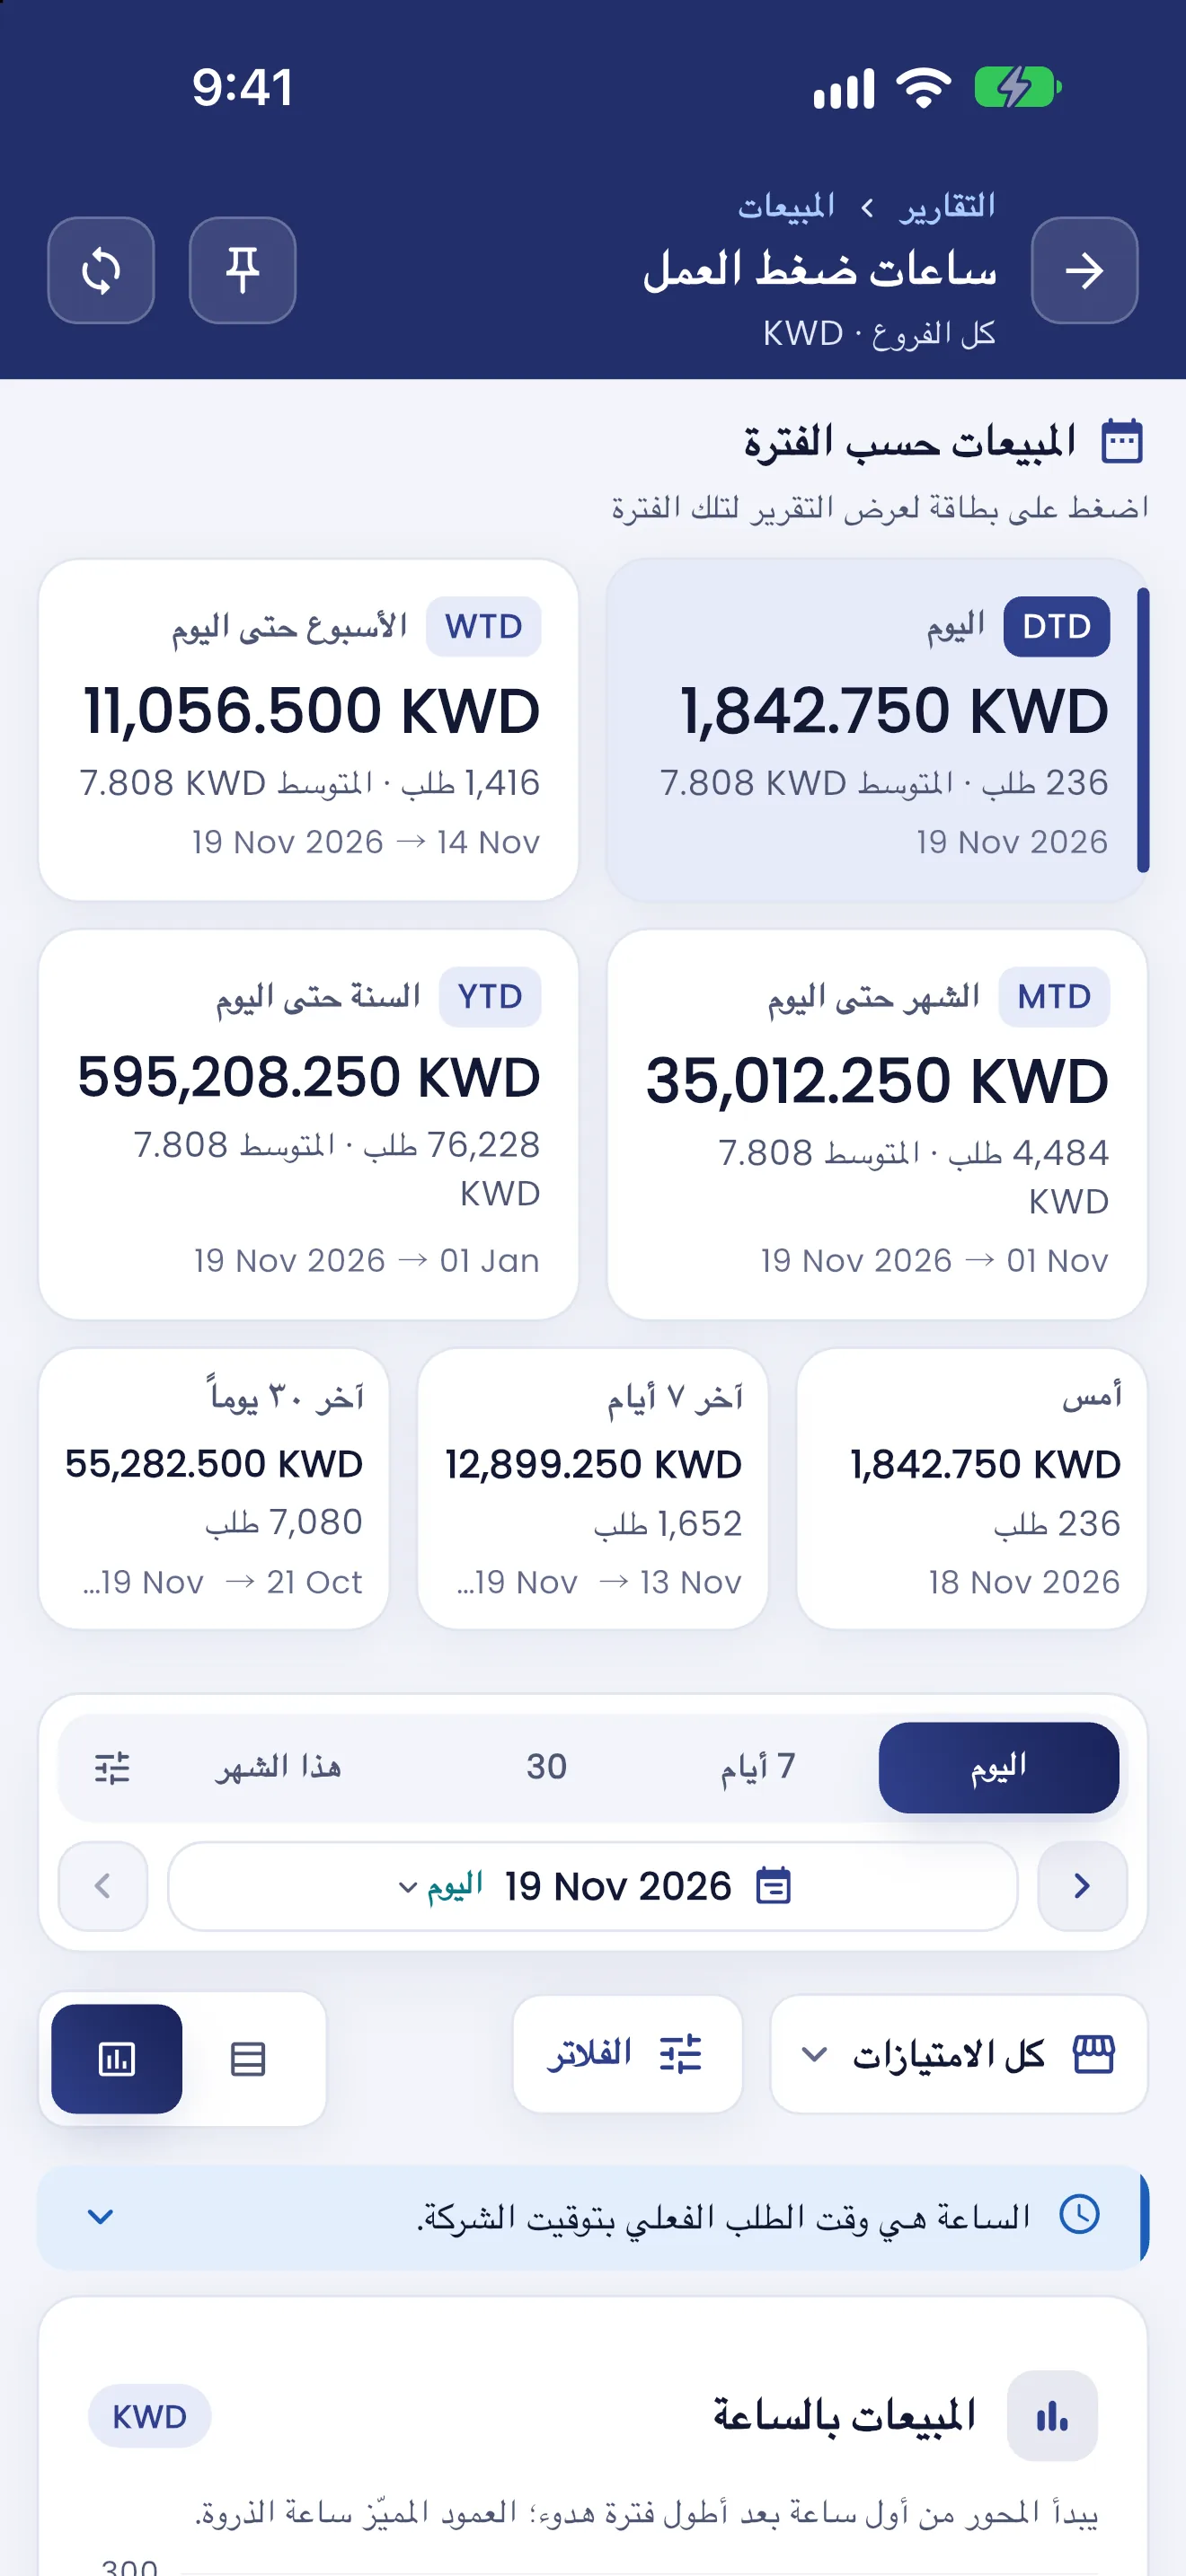 9:41
التقارير › المبيعات
ساعات ضغط العمل
كل الفروع · KWD
المبيعات حسب الفترة
اضغط على بطاقة لعرض التقرير لتلك الفترة
DTD اليوم
1,842.750 KWD
236 طلب · المتوسط 7.808 KWD
19 Nov 2026
WTD الأسبوع حتى اليوم
11,056.500 KWD
1,416 طلب · المتوسط 7.808 KWD
14 Nov → 19 Nov 2026
MTD الشهر حتى اليوم
35,012.250 KWD
4,484 طلب · المتوسط 7.808
KWD
01 Nov → 19 Nov 2026
YTD السنة حتى اليوم
595,208.250 KWD
76,228 طلب · المتوسط 7.808
KWD
01 Jan → 19 Nov 2026
أمس
1,842.750 KWD
236 طلب
18 Nov 2026
آخر ٧ أيام
12,899.250 KWD
1,652 طلب
13 Nov → 19 Nov...
آخر ٣٠ يوماً
55,282.500 KWD
7,080 طلب
21 Oct → 19 Nov...
اليوم
7 أيام
30
هذا الشهر
19 Nov 2026 اليوم
كل الامتيازات
الفلاتر
الساعة هي وقت الطلب الفعلي بتوقيت الشركة.
المبيعات بالساعة
KWD
يبدأ المحور من أول ساعة بعد أطول فترة هدوء؛ العمود المميّز ساعة الذروة.
300